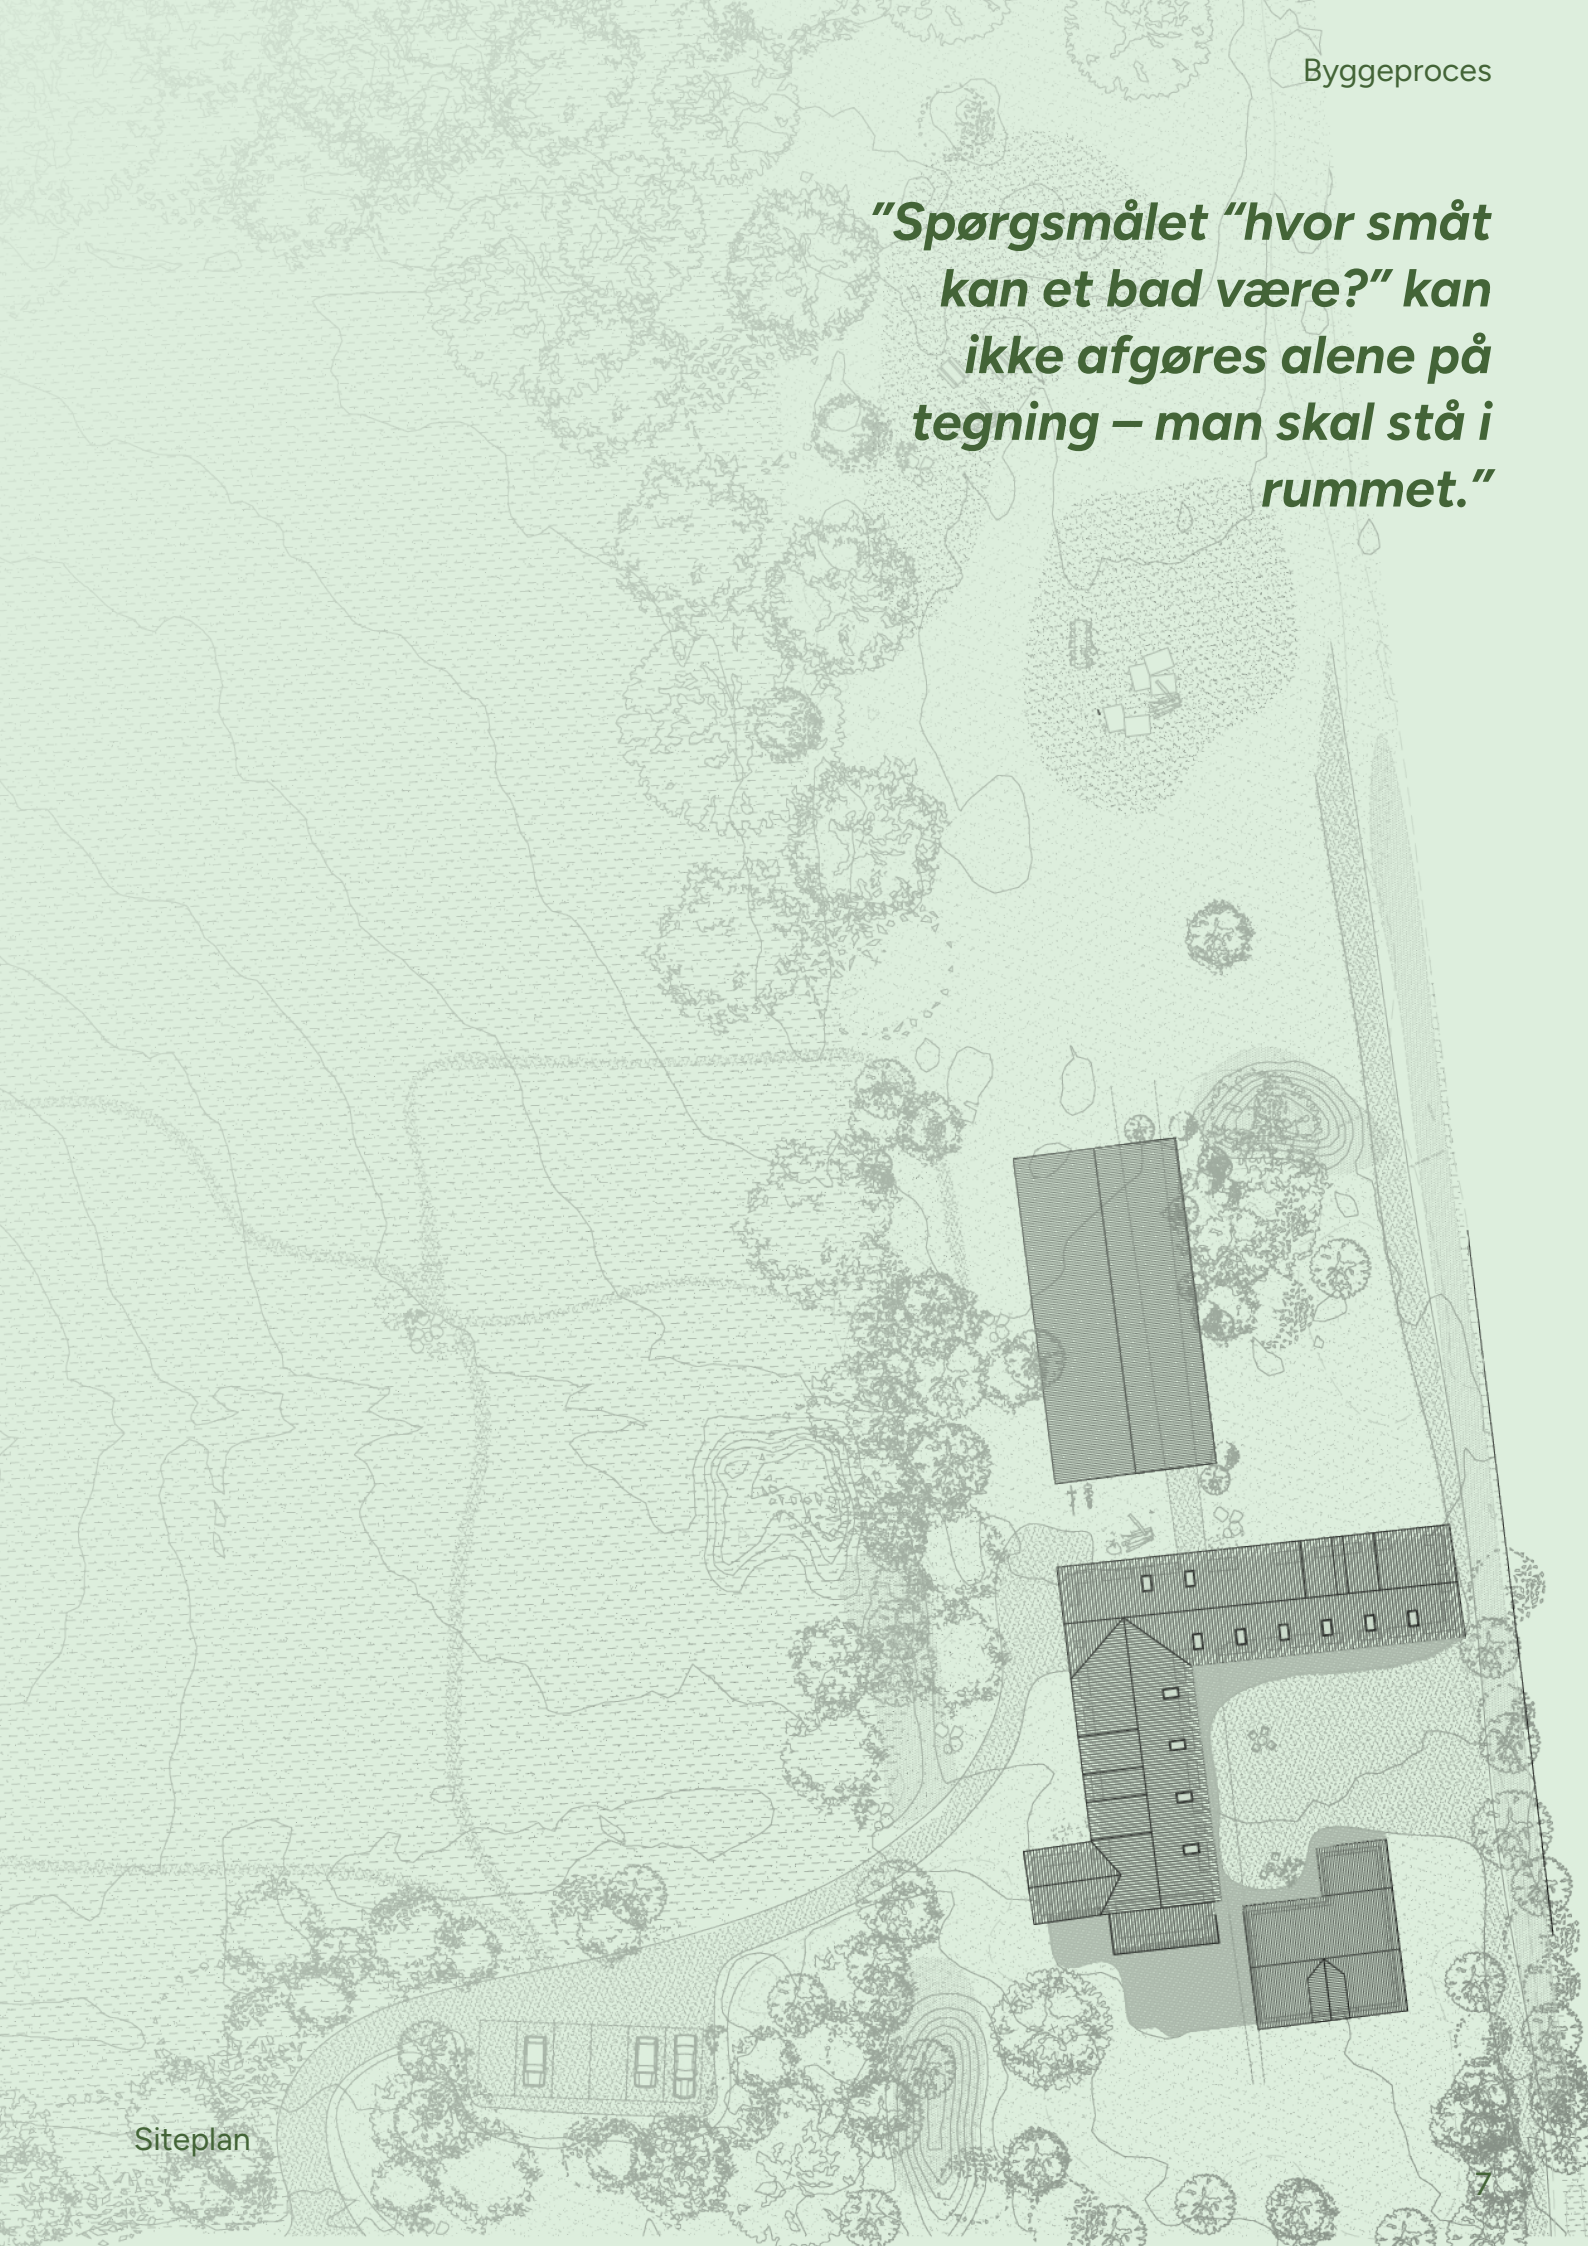 Byggeproces
”Spørgsmålet “hvor småt
kan et bad være?” kan
ikke afgøres alene på
tegning – man skal stå i
rummet.”
Siteplan
7